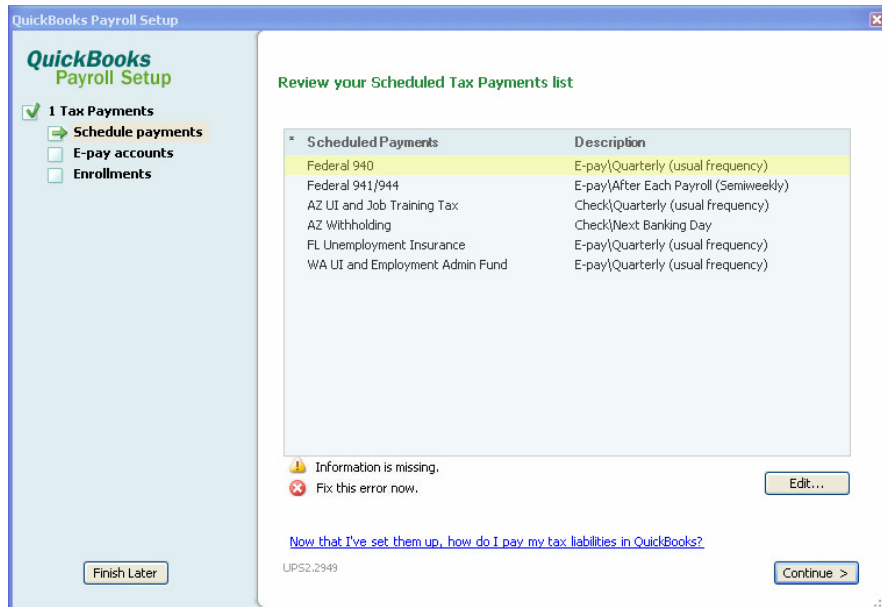 QuickBooks Payroll Setup
QuickBooks
Payroll Setup
1 Tax Payments
Schedule payments
E-pay accounts
Enrollments
Finish Later
Review your Scheduled Tax Payments list
* Scheduled Payments Description
Federal 940 E-pay\Quarterly (usual frequency)
Federal 941/944 E-pay\After Each Payroll (Semiweekly)
AZ UI and Job Training Tax Check\Quarterly (usual frequency)
AZ Withholding Check\Next Banking Day
FL Unemployment Insurance E-pay\Quarterly (usual frequency)
WA UI and Employment Admin Fund E-pay\Quarterly (usual frequency)
Information is missing.
Fix this error now.
Edit...
Now that I've set them up, how do I pay my tax liabilities in QuickBooks?
UPS2.2949
Continue >